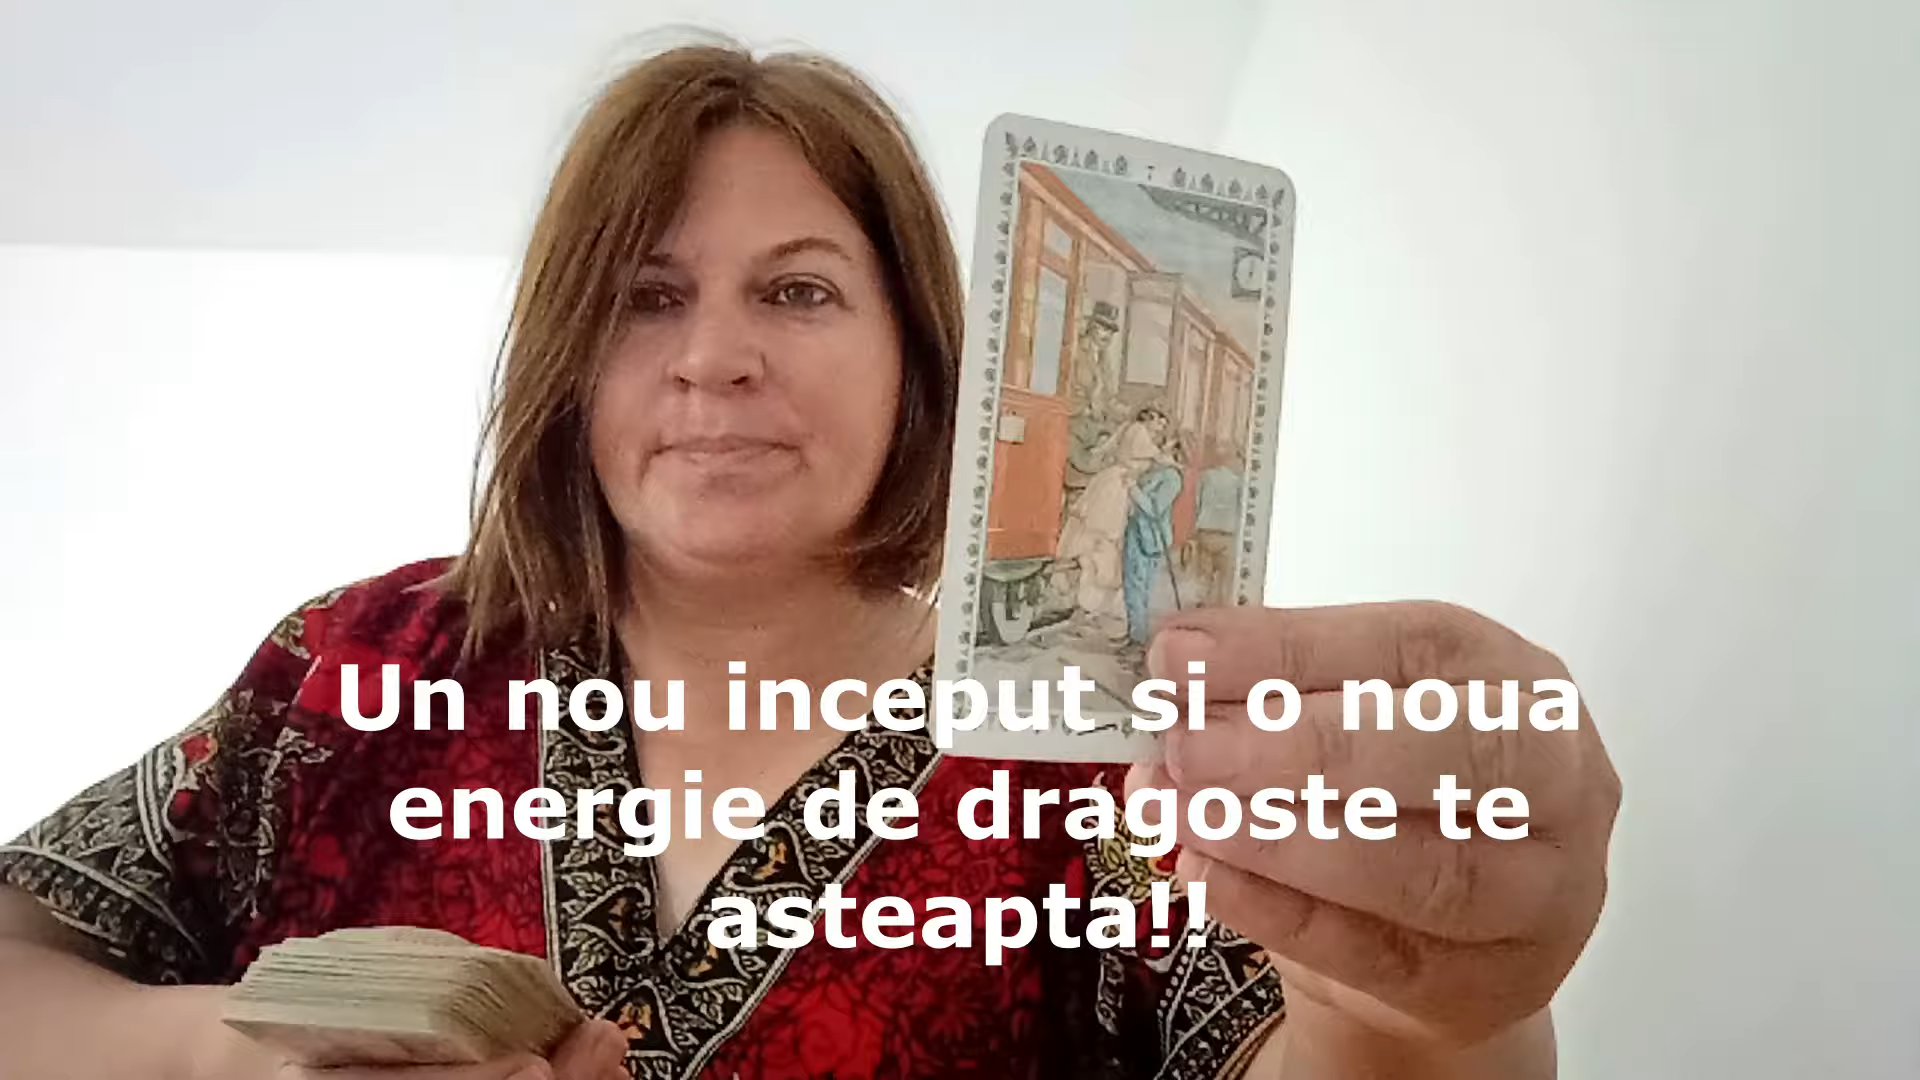 Un nou inceput si o noua
energie de dragoste te
asteapta!!